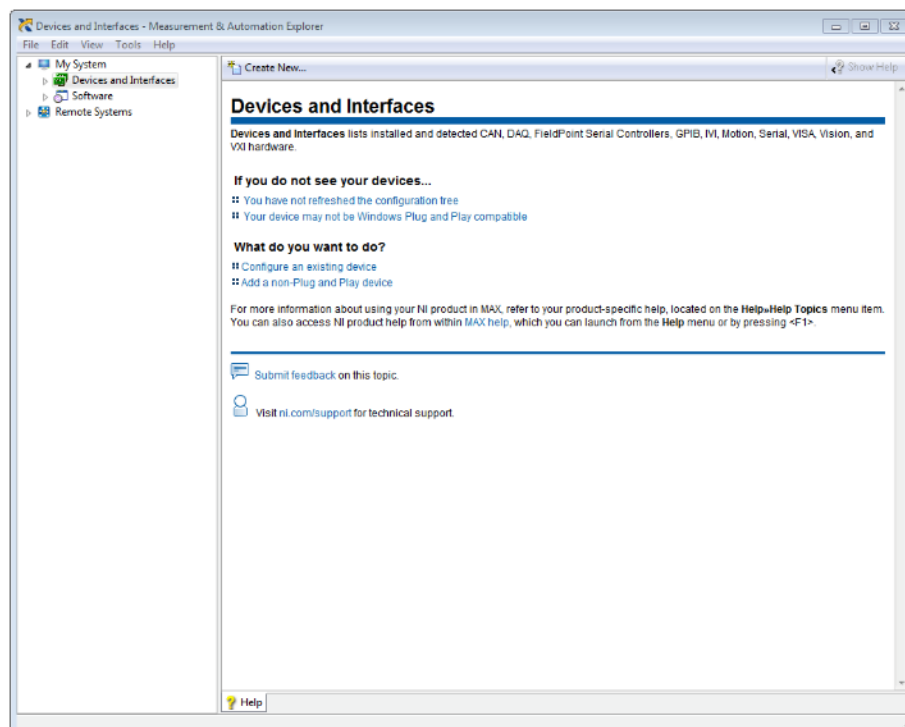 Devices and Interfaces - Measurement & Automation Explorer
File Edit View Tools Help
My System
Devices and Interfaces
Software
Remote Systems
Create New...
Show Help
Devices and Interfaces
Devices and Interfaces lists installed and detected CAN, DAQ, FieldPoint Serial Controllers, GPIB, IVI, Motion, Serial, VISA, Vision, and
VXI hardware.
If you do not see your devices...
You have not refreshed the configuration tree
Your device may not be Windows Plug and Play compatible
What do you want to do?
Configure an existing device
Add a non-Plug and Play device
For more information about using your NI product in MAX, refer to your product-specific help, located on the Help»Help Topics menu item.
You can also access NI product help from within MAX help, which you can launch from the Help menu or by pressing <F1>.
Submit feedback on this topic.
Visit ni.com/support for technical support.
Help